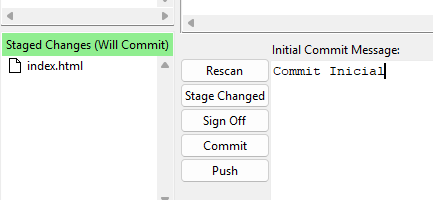 Staged Changes (Will Commit)
index.html
Initial Commit Message:
Rescan
Stage Changed
Sign Off
Commit
Push
Commit Inicial